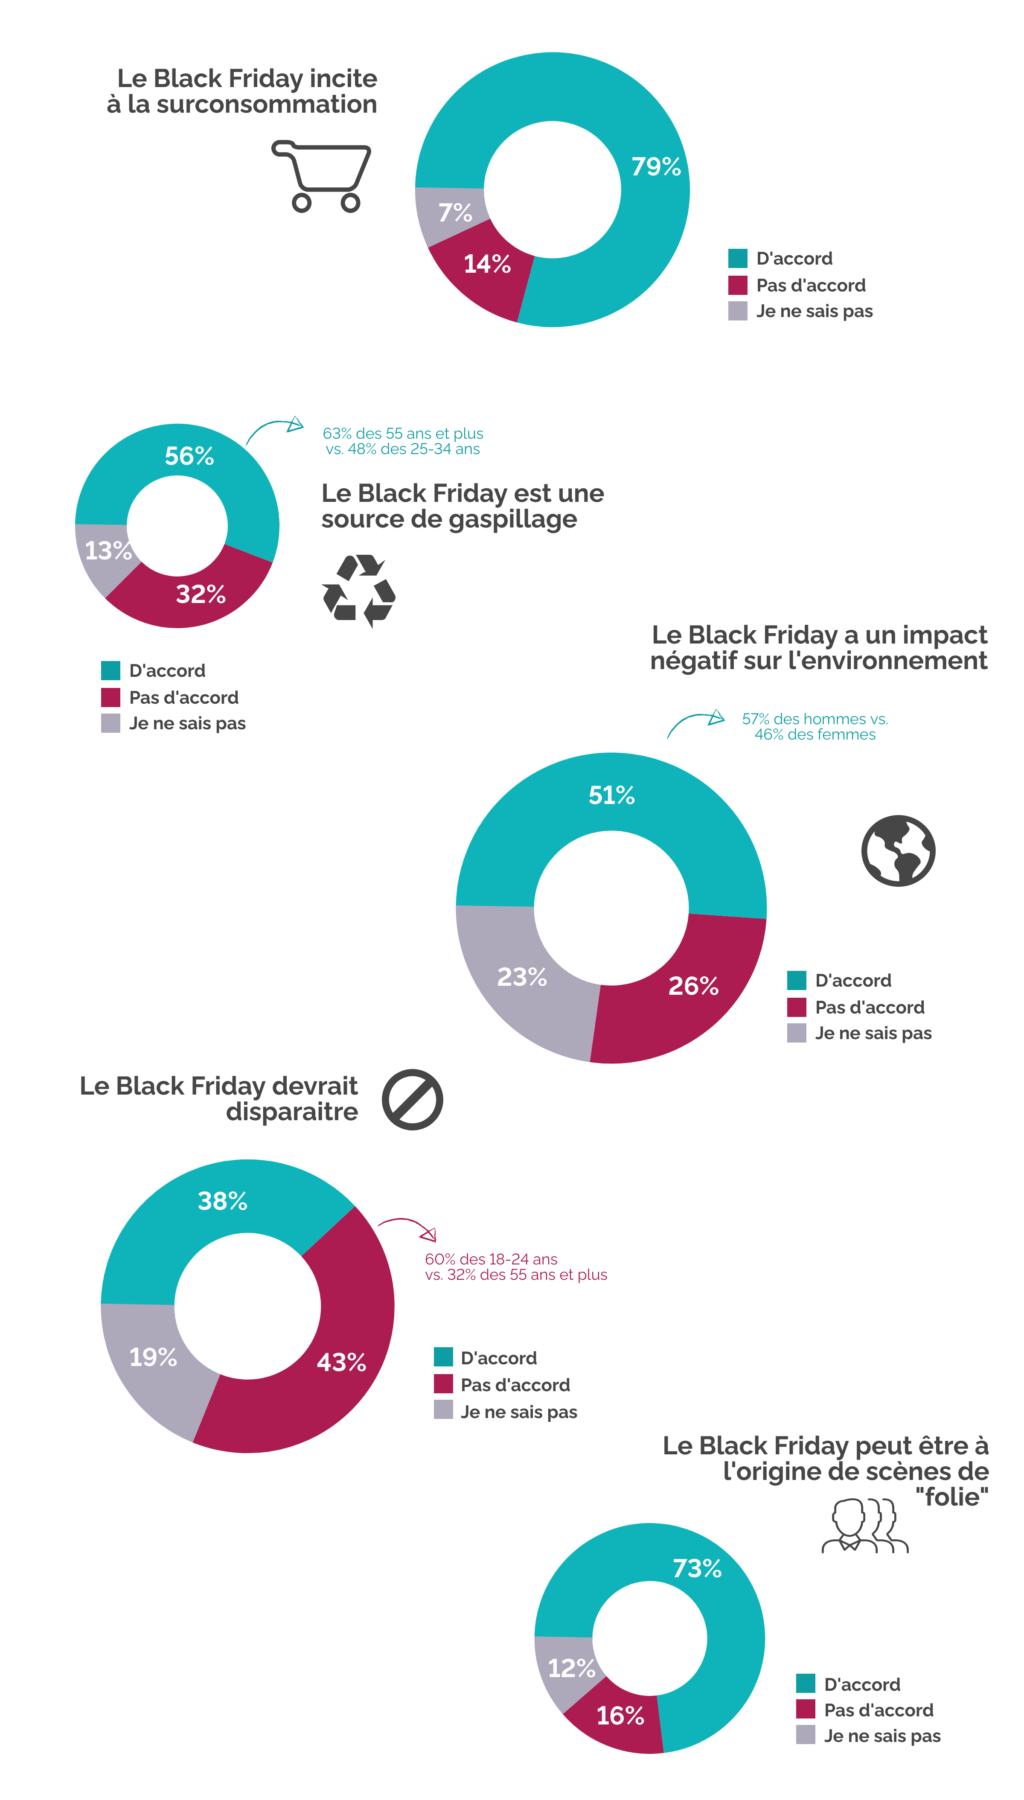 Le Black Friday incite
à la surconsommation
79%
7%
14%
D'accord
Pas d'accord
Je ne sais pas
63% des 55 ans et plus
vs. 48% des 25-34 ans
56%
Le Black Friday est une
source de gaspillage
13%
32%
D'accord
Pas d'accord
Je ne sais pas
Le Black Friday a un impact
négatif sur l'environnement
57% des hommes vs.
46% des femmes
51%
23%
26%
D'accord
Pas d'accord
Je ne sais pas
Le Black Friday devrait
disparaitre
38%
60% des 18-24 ans
vs. 32% des 55 ans et plus
19%
43%
D'accord
Pas d'accord
Je ne sais pas
Le Black Friday peut être à
l'origine de scènes de
"folie"
73%
12%
16%
D'accord
Pas d'accord
Je ne sais pas